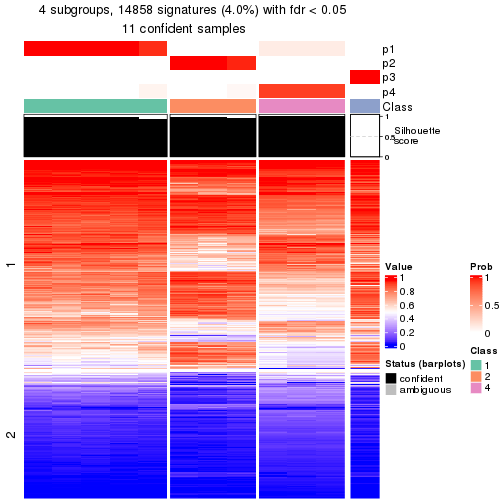 4 subgroups, 14858 signatures (4.0%) with fdr < 0.05
11 confident samples
p1
p2
p3
p4
Class
1
0.5
0
Silhouette
score
1
2
Value
1
0.8
0.6
0.4
0.2
0
Prob
1
0.5
0
Status (barplots)
confident
ambiguous
Class
1
2
4